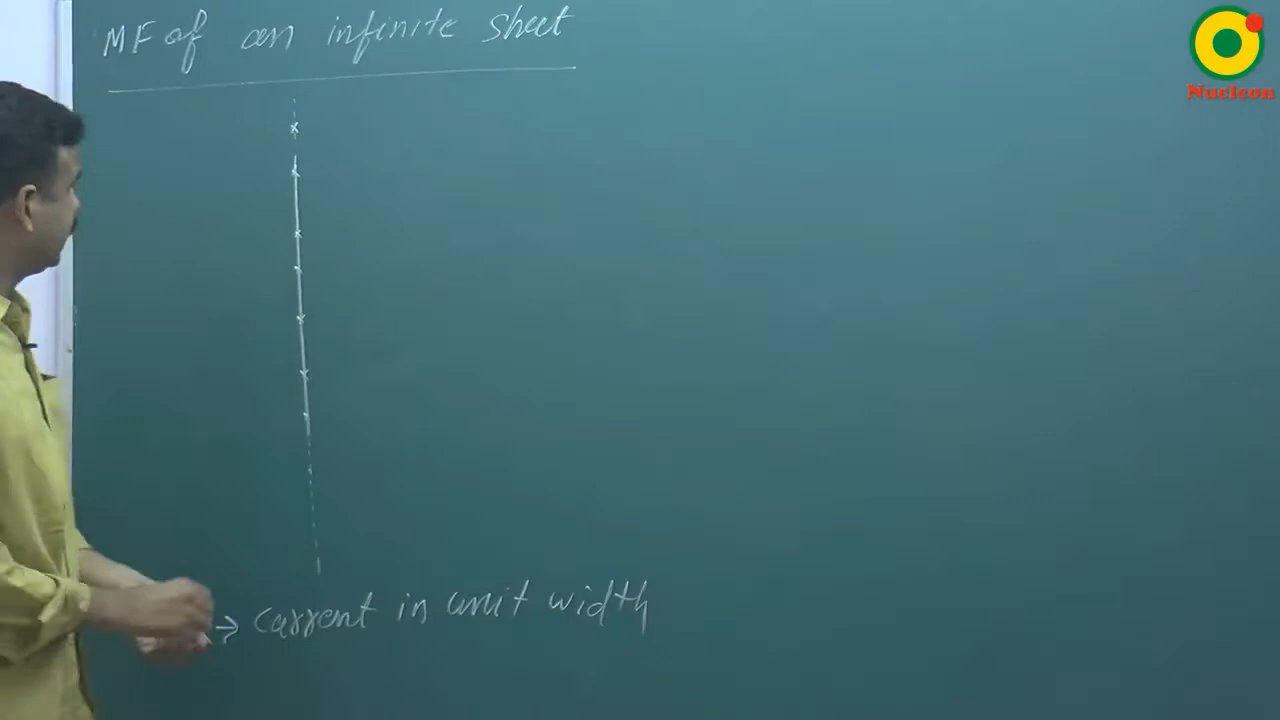 MF of an infinite sheet
Nucleon
→ current in unit width